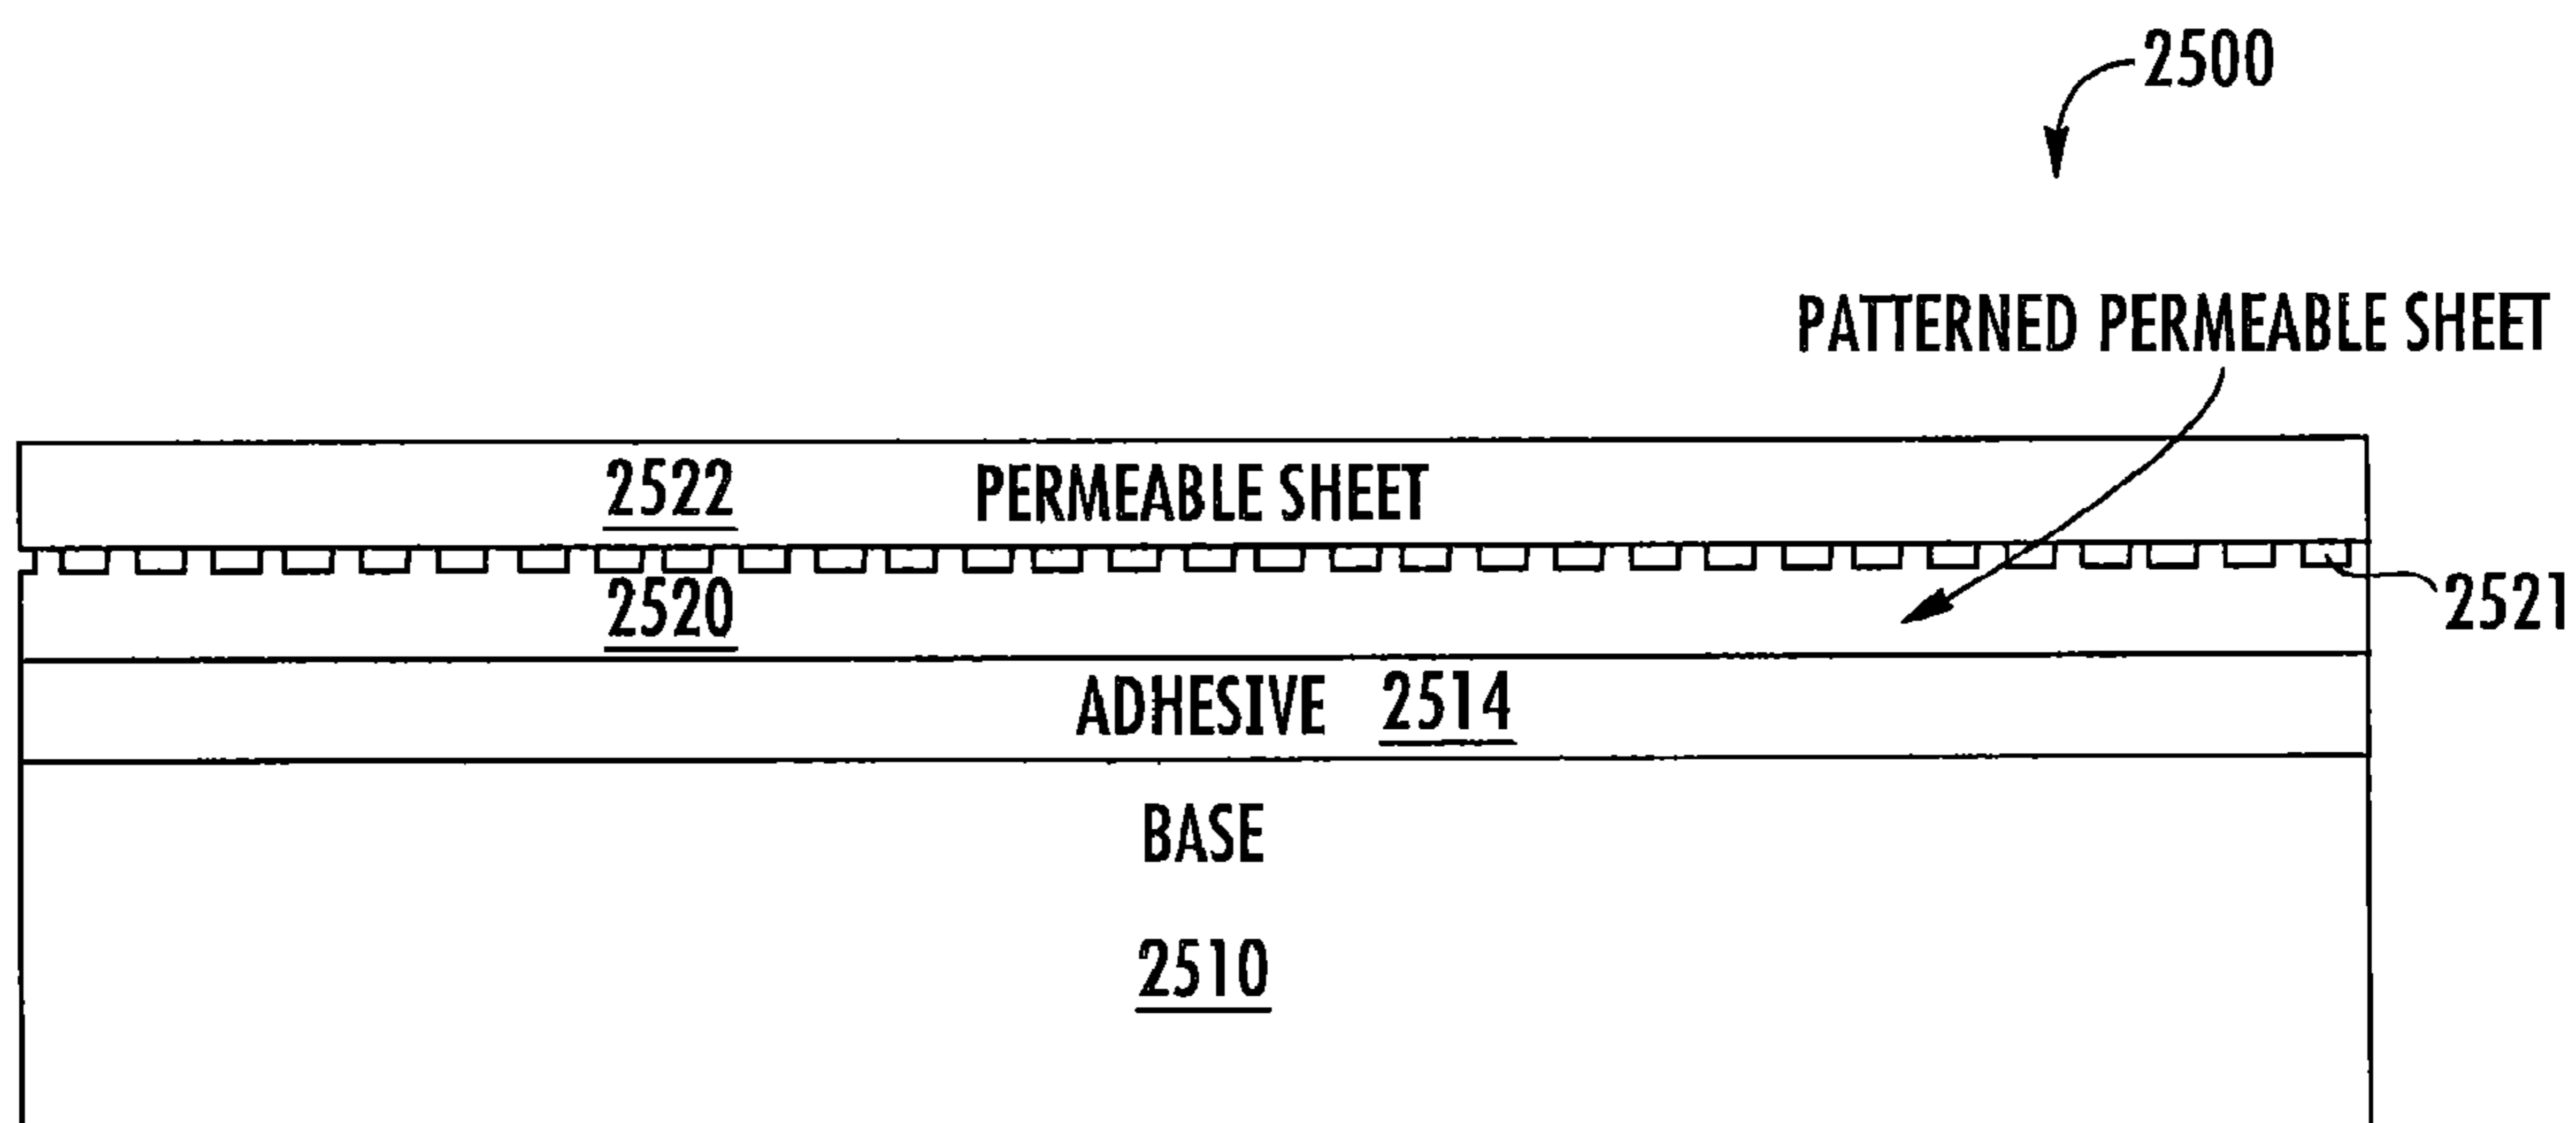 2500
PATTERNED PERMEABLE SHEET
2522 PERMEABLE SHEET
2520
2521
ADHESIVE 2514
BASE
2510